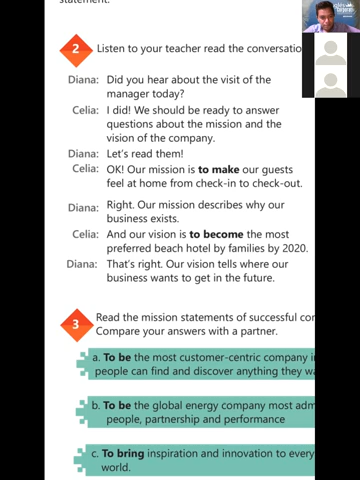 statement.
2 Listen to your teacher read the conversatio
Diana: Did you hear about the visit of the
manager today?
Celia: I did! We should be ready to answer
questions about the mission and the
vision of the company.
Diana: Let's read them!
Celia: OK! Our mission is to make our guests
feel at home from check-in to check-out.
Diana: Right. Our mission describes why our
business exists.
Celia: And our vision is to become the most
preferred beach hotel by families by 2020.
Diana: That's right. Our vision tells where our
business wants to get in the future.
3 Read the mission statements of successful cor
Compare your answers with a partner.
a. To be the most customer-centric company i
people can find and discover anything they wa
b. To be the global energy company most adm
people, partnership and performance
c. To bring inspiration and innovation to every
world.